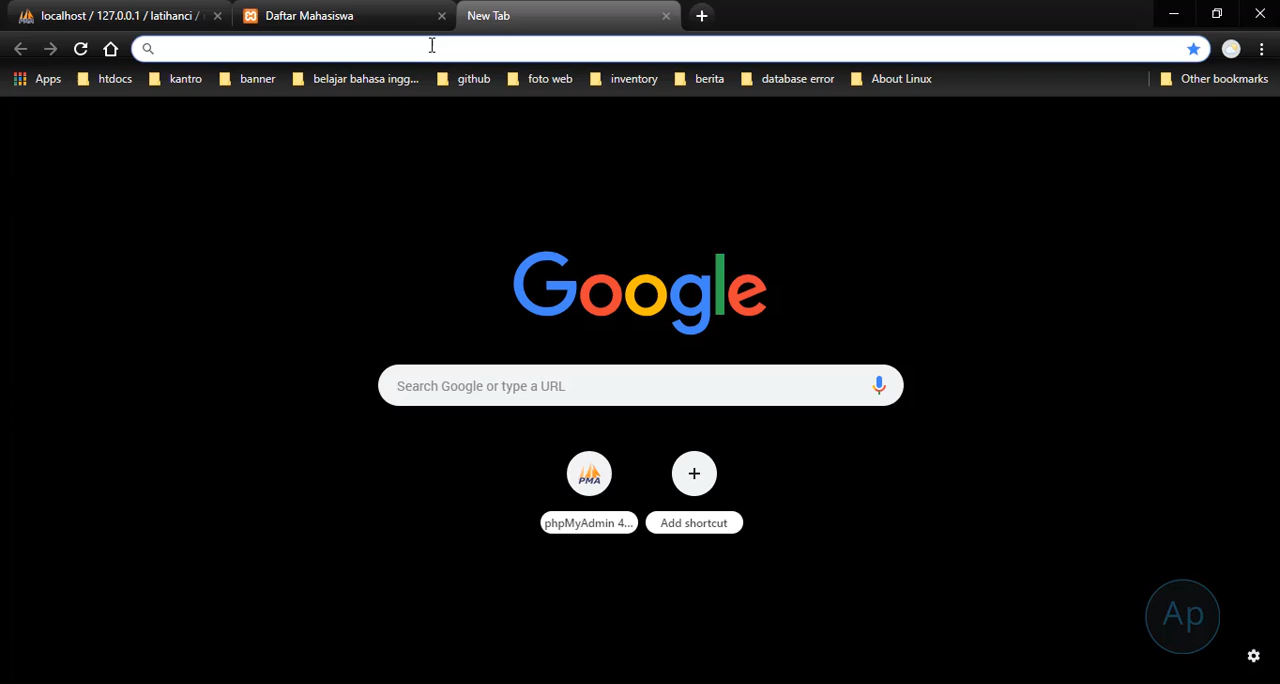 localhost / 127.0.0.1 / latihanci /
Daftar Mahasiswa
New Tab
Apps htdocs kantro banner belajar bahasa ingg... github foto web inventory berita database error About Linux Other bookmarks
Google
Search Google or type a URL
PMA
phpMyAdmin 4... Add shortcut
Ap